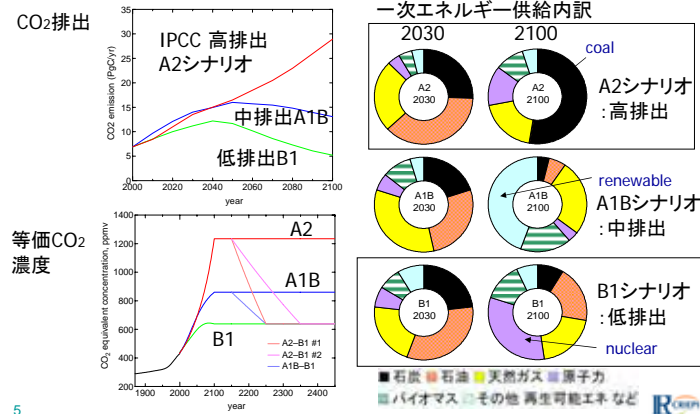 CO2排出
IPCC 高排出
A2シナリオ
中排出A1B
低排出B1
CO2 emission (PgC/yr)
35
30
25
20
15
10
5
0
2000 2020 2040 2060 2080 2100
year
等価CO2
濃度
A2
A1B
B1
CO2 equivalent concentration, ppmv
1400
1200
1000
800
600
400
200
1900 2000 2100 2200 2300 2400
year
A2-B1 #1
A2-B1 #2
A1B-B1
一次エネルギー供給内訳
2030 2100
A2
2030
A2
2100
coal
A2シナリオ
:高排出
A1B
2030
A1B
2100
renewable
A1Bシナリオ
:中排出
B1
2030
B1
2100
B1シナリオ
:低排出
nuclear
石炭 石油 天然ガス 原子力
バイオマス その他 再生可能エネ など
5